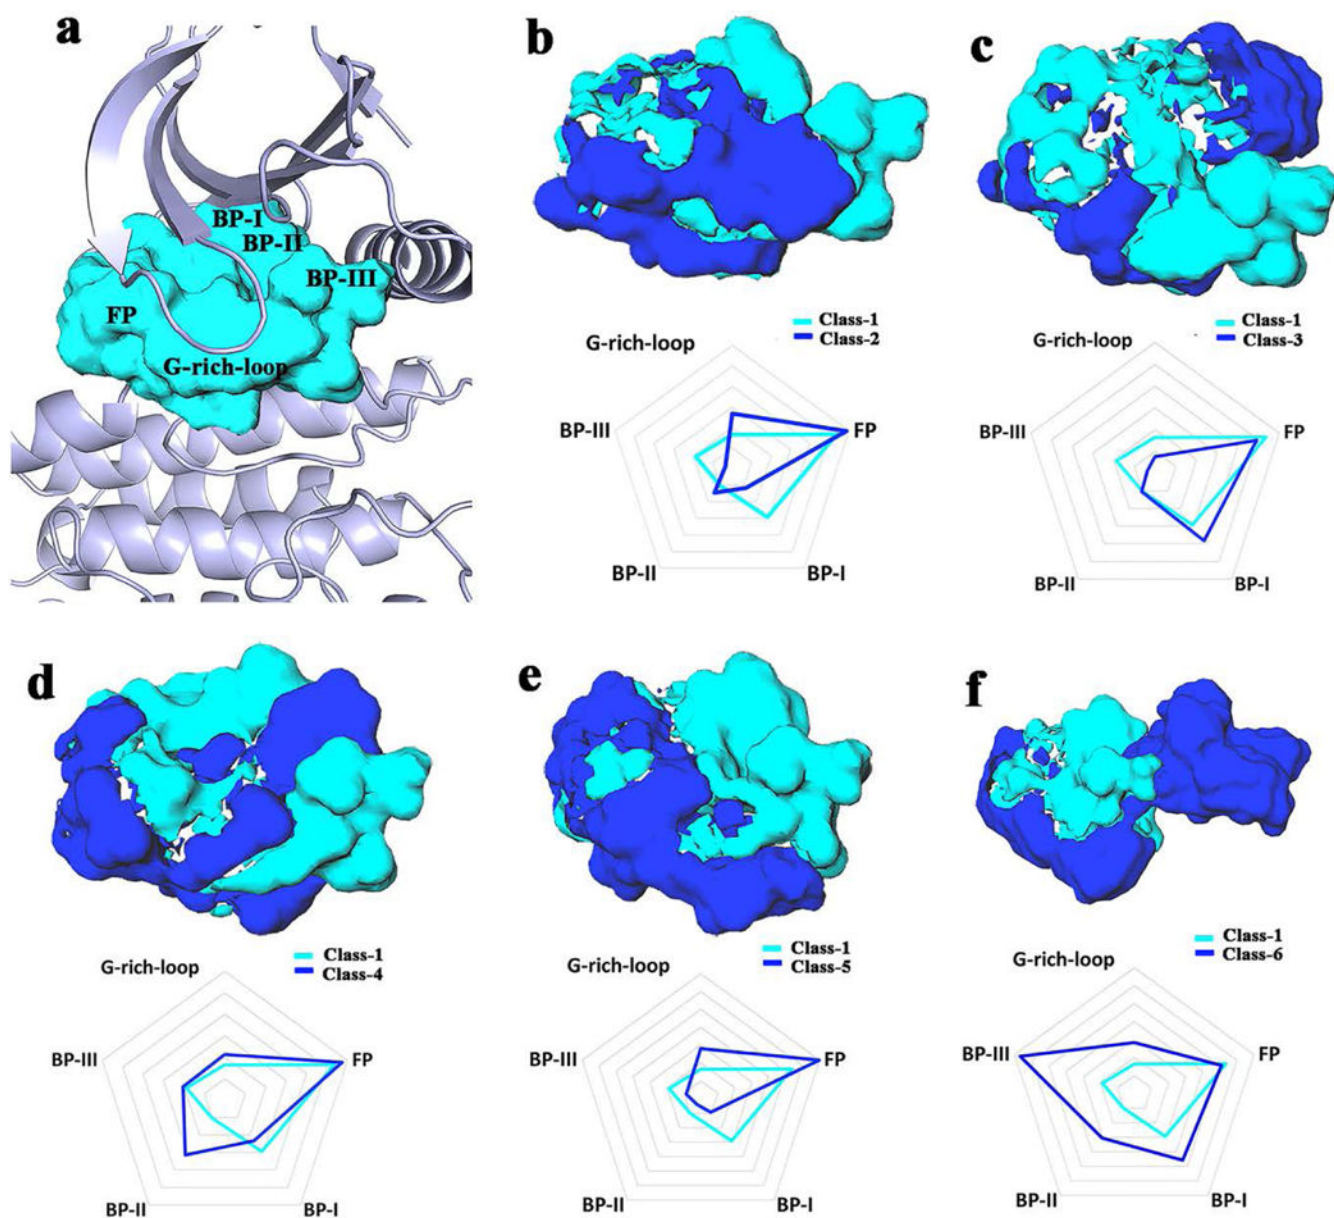 a
BP-I
BP-II
BP-III
FP
G-rich-loop
b
Class-1
Class-2
G-rich-loop
BP-III
FP
BP-II
BP-I
c
Class-1
Class-3
G-rich-loop
BP-III
FP
BP-II
BP-I
d
Class-1
Class-4
G-rich-loop
BP-III
FP
BP-II
BP-I
e
Class-1
Class-5
G-rich-loop
BP-III
FP
BP-II
BP-I
f
Class-1
Class-6
G-rich-loop
BP-III
FP
BP-II
BP-I